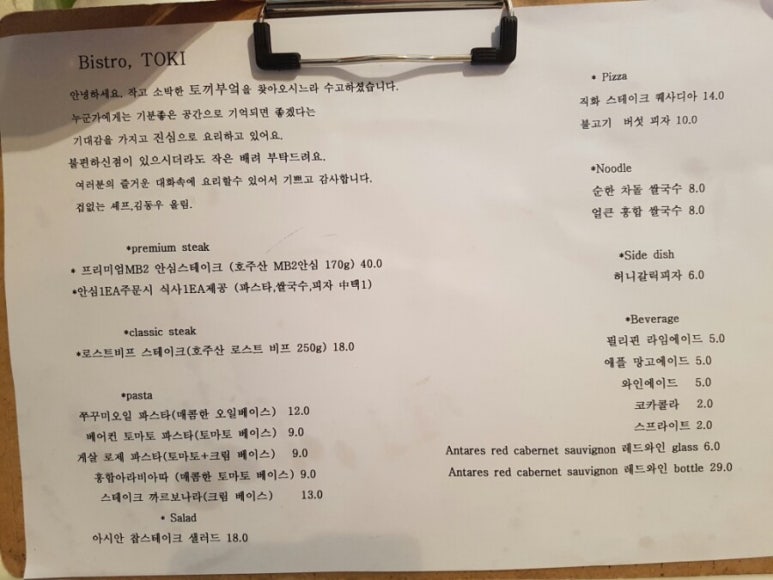 Bistro, TOKI
안녕하세요. 작고 소박한 토끼부엌을 찾아오시느라 수고하셨습니다.
누군가에게는 기분좋은 공간으로 기억되면 좋겠다는
기대감을 가지고 진심으로 요리하고 있어요.
불편하신점이 있으시더라도 작은 배려 부탁드려요.
여러분의 즐거운 대화속에 요리할수 있어서 기쁘고 감사합니다.
겁없는 셰프,김동우 올림.
*premium steak
* 프리미엄MB2 안심스테이크 (호주산 MB2안심 170g) 40.0
*안심1EA주문시 식사1EA제공 (파스타,쌀국수,피자 中택1)
*classic steak
*로스트비프 스테이크(호주산 로스트 비프 250g) 18.0
*pasta
쭈꾸미오일 파스타(매콤한 오일베이스) 12.0
베어컨 토마토 파스타(토마토 베이스) 9.0
게살 로제 파스타(토마토+크림 베이스) 9.0
홍합아라비아따 (매콤한 토마토 베이스) 9.0
스테이크 까르보나라(크림 베이스) 13.0
* Salad
아시안 찹스테이크 샐러드 18.0
* Pizza
직화 스테이크 퀘사디아 14.0
불고기 버섯 피자 10.0
*Noodle
순한 차돌 쌀국수 8.0
얼큰 홍합 쌀국수 8.0
*Side dish
허니갈릭피자 6.0
*Beverage
필리핀 라임에이드 5.0
애플 망고에이드 5.0
와인에이드 5.0
코카콜라 2.0
스프라이트 2.0
Antares red cabernet sauvignon 레드와인 glass 6.0
Antares red cabernet sauvignon 레드와인 bottle 29.0